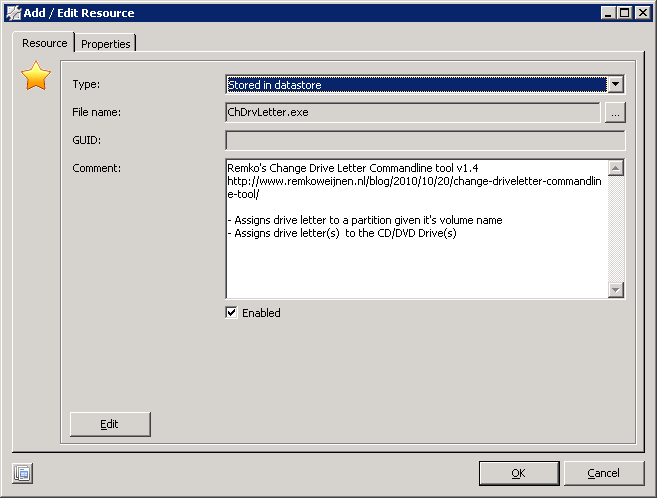 Add / Edit Resource
Resource
Properties
Type:
Stored in datastore
File name:
ChDrvLetter.exe
...
GUID:
Comment:
Remko's Change Drive Letter Commandline tool v1.4
http://www.remkoweijnen.nl/blog/2010/10/20/change-driveletter-commandlin
e-tool/
- Assigns drive letter to a partition given it's volume name
- Assigns drive letter(s)  to the CD/DVD Drive(s)
Enabled
Edit
OK
Cancel